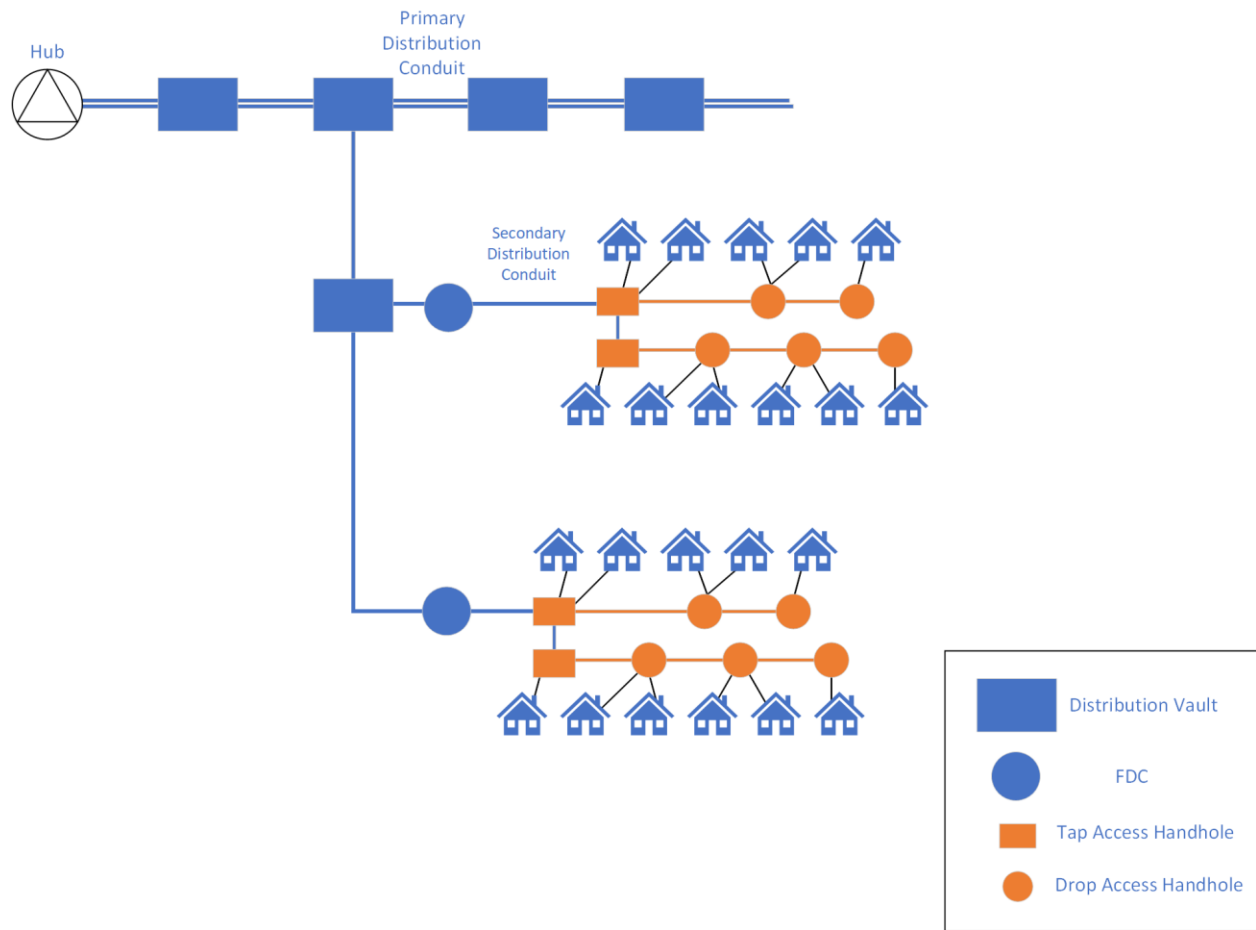 Hub
Primary
Distribution
Conduit
Secondary
Distribution
Conduit
Distribution Vault
FDC
Tap Access Handhole
Drop Access Handhole